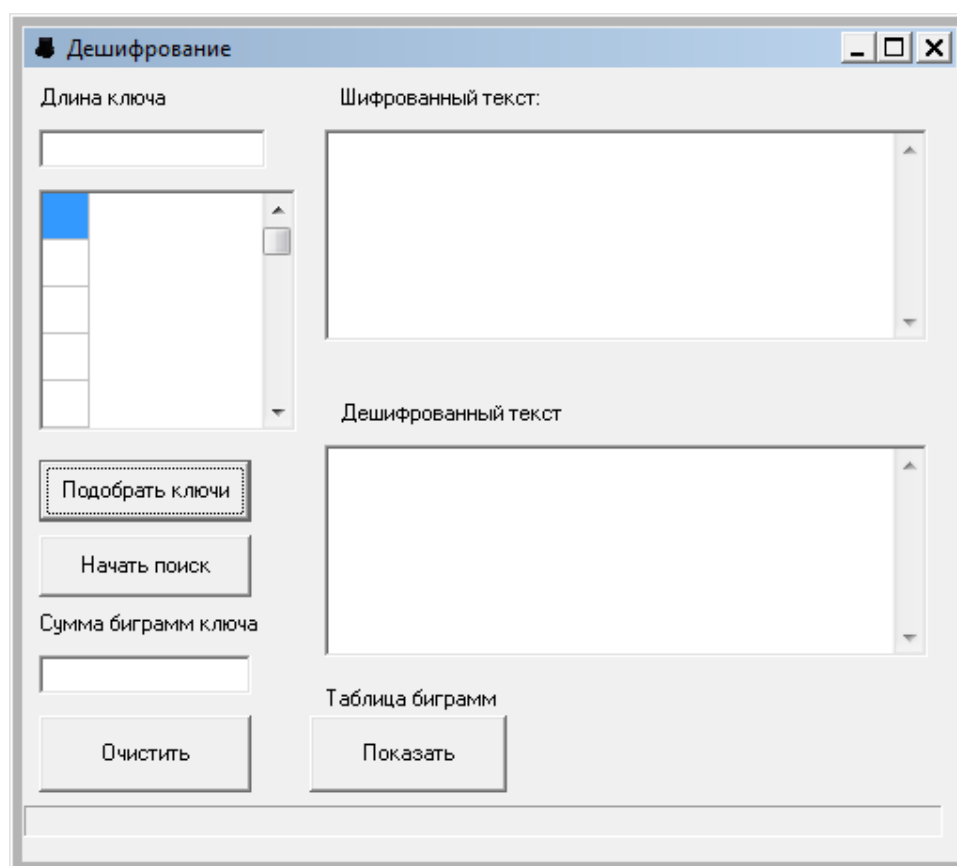 Дешифрование
Длина ключа
Шифрованный текст:
Дешифрованный текст
Подобрать ключи
Начать поиск
Сумма биграмм ключа
Таблица биграмм
Очистить
Показать